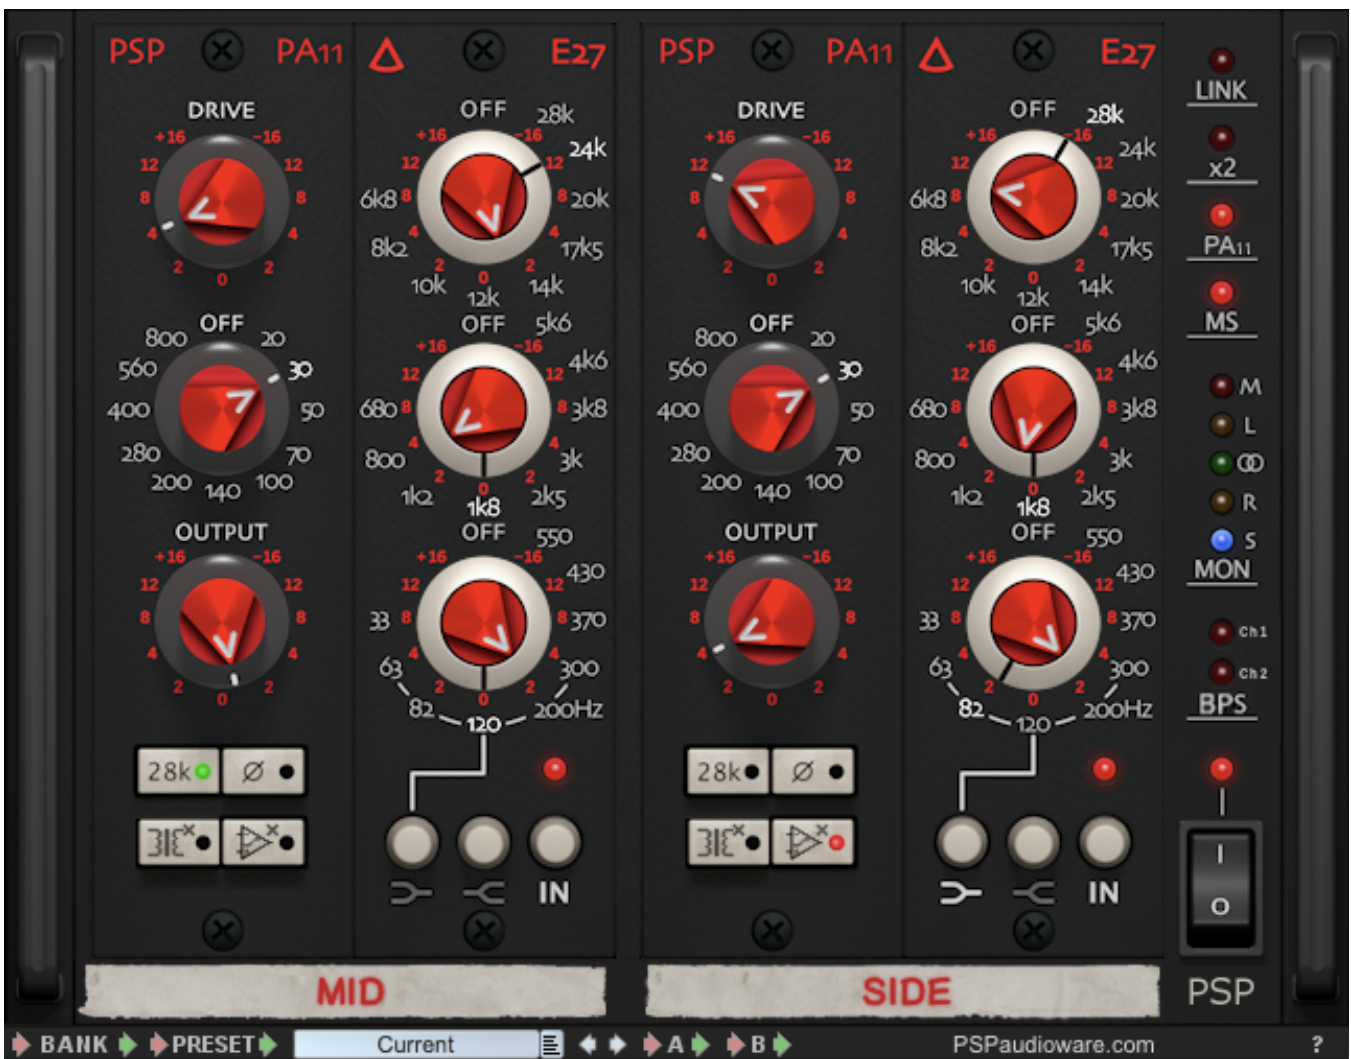 PSP PA11 E27 PSP PA11 E27
LINK
x2
PA11
MS
M
L
R
S
MON
Ch1
Ch2
BPS
I
O
PSP
DRIVE
+16 -16
12 12
8 8
4 4
2 2
0
OFF
800 20
560 30
400 50
280 70
200 100
140
OUTPUT
+16 -16
12 12
8 8
4 4
2 2
0
28k Ø
OFF 28k
+16 -16
12 12 24k
6k8 8 8 20k
8k2 4 17k5
10k 2 2 14k
0
12k
OFF 5k6
+16 -16
12 12 4k6
680 8 8 3k8
800 4 3k
1k2 2 2 2k5
0
1k8
OFF 550
+16 -16
12 12 430
33 8 8 370
63 300
82 2 2 200Hz
0
120
IN
MID
DRIVE
+16 -16
12 12
8 8
4 4
2 2
0
OFF
800 20
560 30
400 50
280 70
200 100
140
OUTPUT
+16 -16
12 12
8 8
4 4
2 2
0
28k Ø
OFF 28k
+16 -16
12 12 24k
6k8 8 8 20k
8k2 4 17k5
10k 2 2 14k
0
12k
OFF 5k6
+16 -16
12 12 4k6
680 8 8 3k8
800 4 4 3k
1k2 2 2 2k5
0
1k8
OFF 550
+16 -16
12 12 430
33 8 8 370
63 300
82 2 200Hz
0
120
IN
SIDE
BANK PRESET Current A B PSPaudioware.com ?